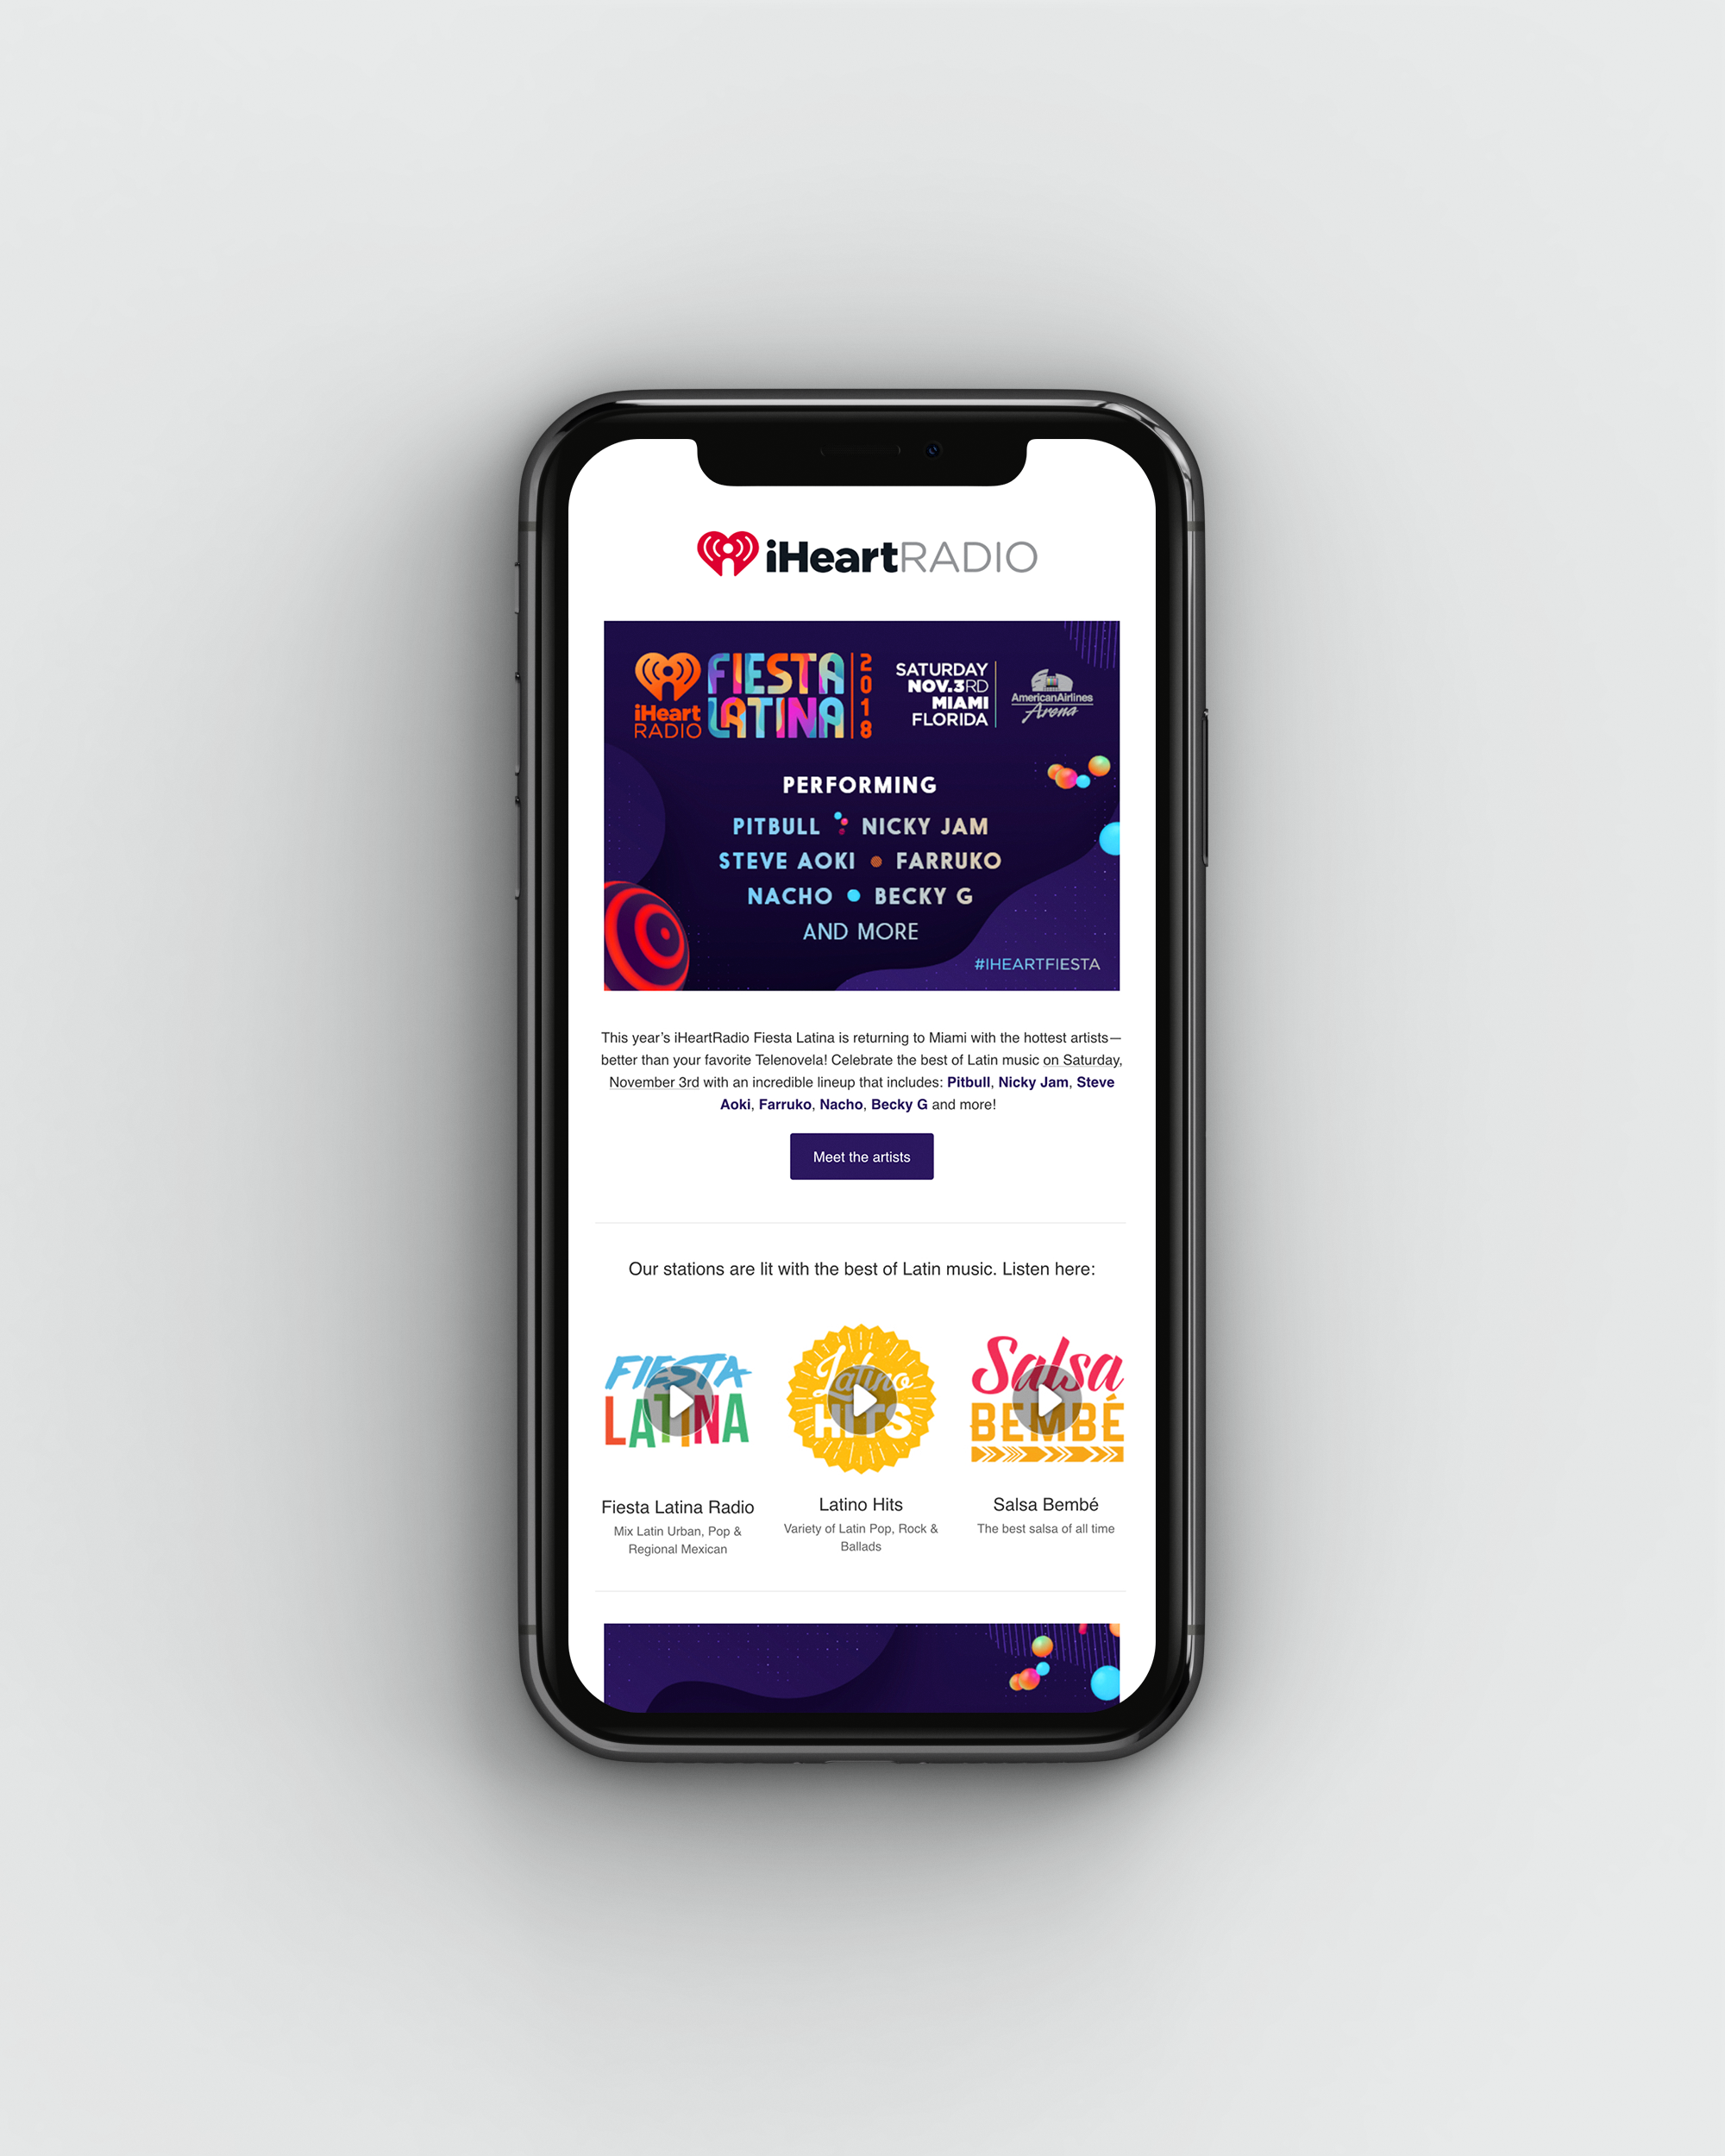 iHeartRADIO
iHeart
RADIO
FIESTA
LATINA
2018
SATURDAY
NOV.3RD
MIAMI
FLORIDA
AmericanAirlines
Arena
PERFORMING
PITBULL NICKY JAM
STEVE AOKI FARRUKO
NACHO BECKY G
AND MORE
#IHEARTFIESTA
This year’s iHeartRadio Fiesta Latina is returning to Miami with the hottest artists—
better than your favorite Telenovela! Celebrate the best of Latin music on Saturday,
November 3rd with an incredible lineup that includes: Pitbull, Nicky Jam, Steve
Aoki, Farruko, Nacho, Becky G and more!
Meet the artists
Our stations are lit with the best of Latin music. Listen here:
FIESTA
LATINA
Latino
HITS
Salsa
BEMBÉ
Fiesta Latina Radio
Mix Latin Urban, Pop &
Regional Mexican
Latino Hits
Variety of Latin Pop, Rock &
Ballads
Salsa Bembé
The best salsa of all time